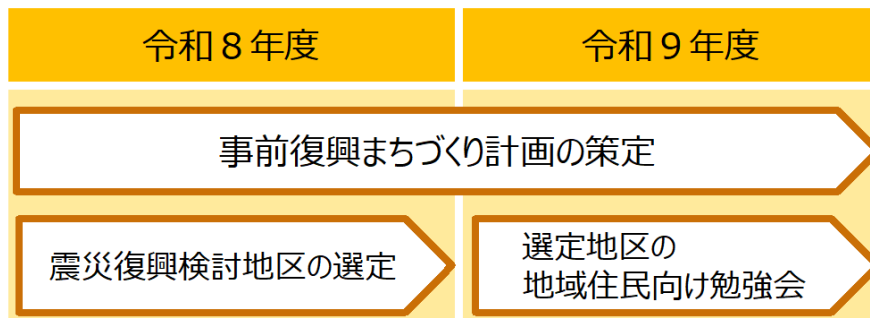 令和８年度
令和９年度
事前復興まちづくり計画の策定
震災復興検討地区の選定
選定地区の
地域住民向け勉強会